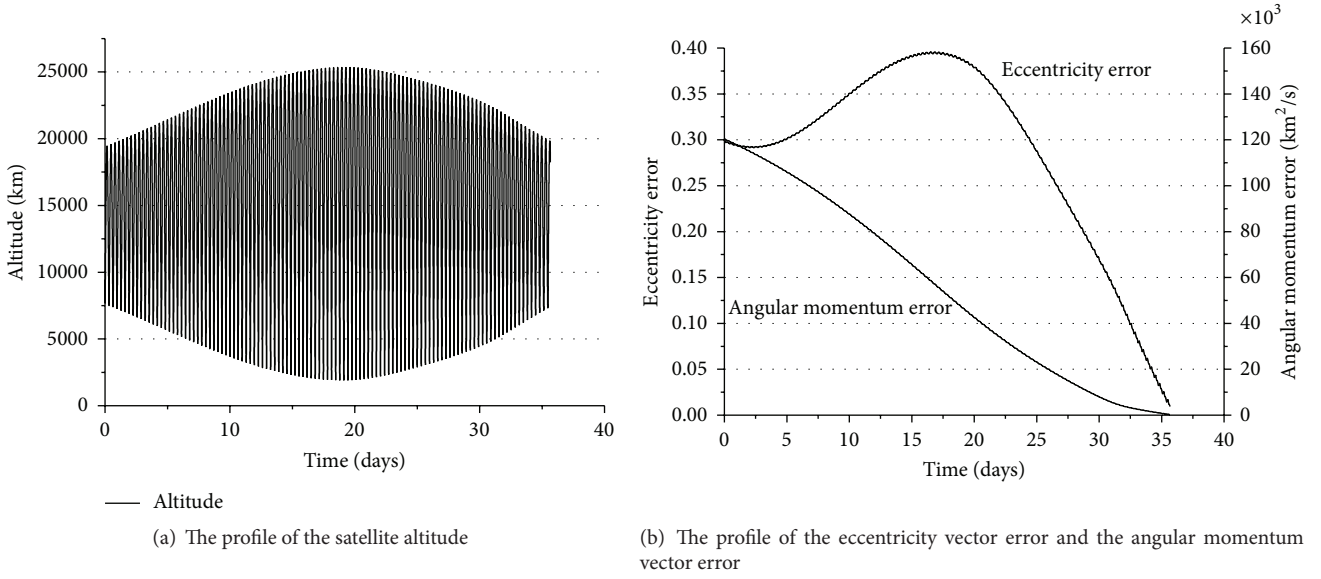 25000
20000
15000
10000
5000
0
Altitude (km)
0 10 20 30 40
Time (days)
Altitude
(a) The profile of the satellite altitude
×10³
0.40
0.35
0.30
0.25
0.20
0.15
0.10
0.05
0.00
Eccentricity error
Eccentricity error
Angular momentum error
160
140
120
100
80
60
40
20
0
Angular momentum error (km²/s)
0 5 10 15 20 25 30 35 40
Time (days)
(b) The profile of the eccentricity vector error and the angular momentum
vector error